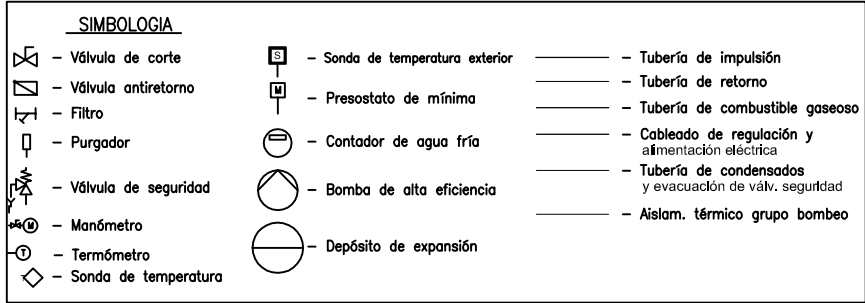 SIMBOLOGIA
– Válvula de corte
– Válvula antiretorno
– Filtro
– Purgador
– Válvula de seguridad
M – Manómetro
T – Termómetro
– Sonda de temperatura
S – Sonda de temperatura exterior
M – Presostato de mínima
– Contador de agua fría
– Bomba de alta eficiencia
– Depósito de expansión
– Tubería de impulsión
– Tubería de retorno
– Tubería de combustible gaseoso
– Cableado de regulación y
alimentación eléctrica
– Tubería de condensados
y evacuación de válv. seguridad
– Aislam. térmico grupo bombeo